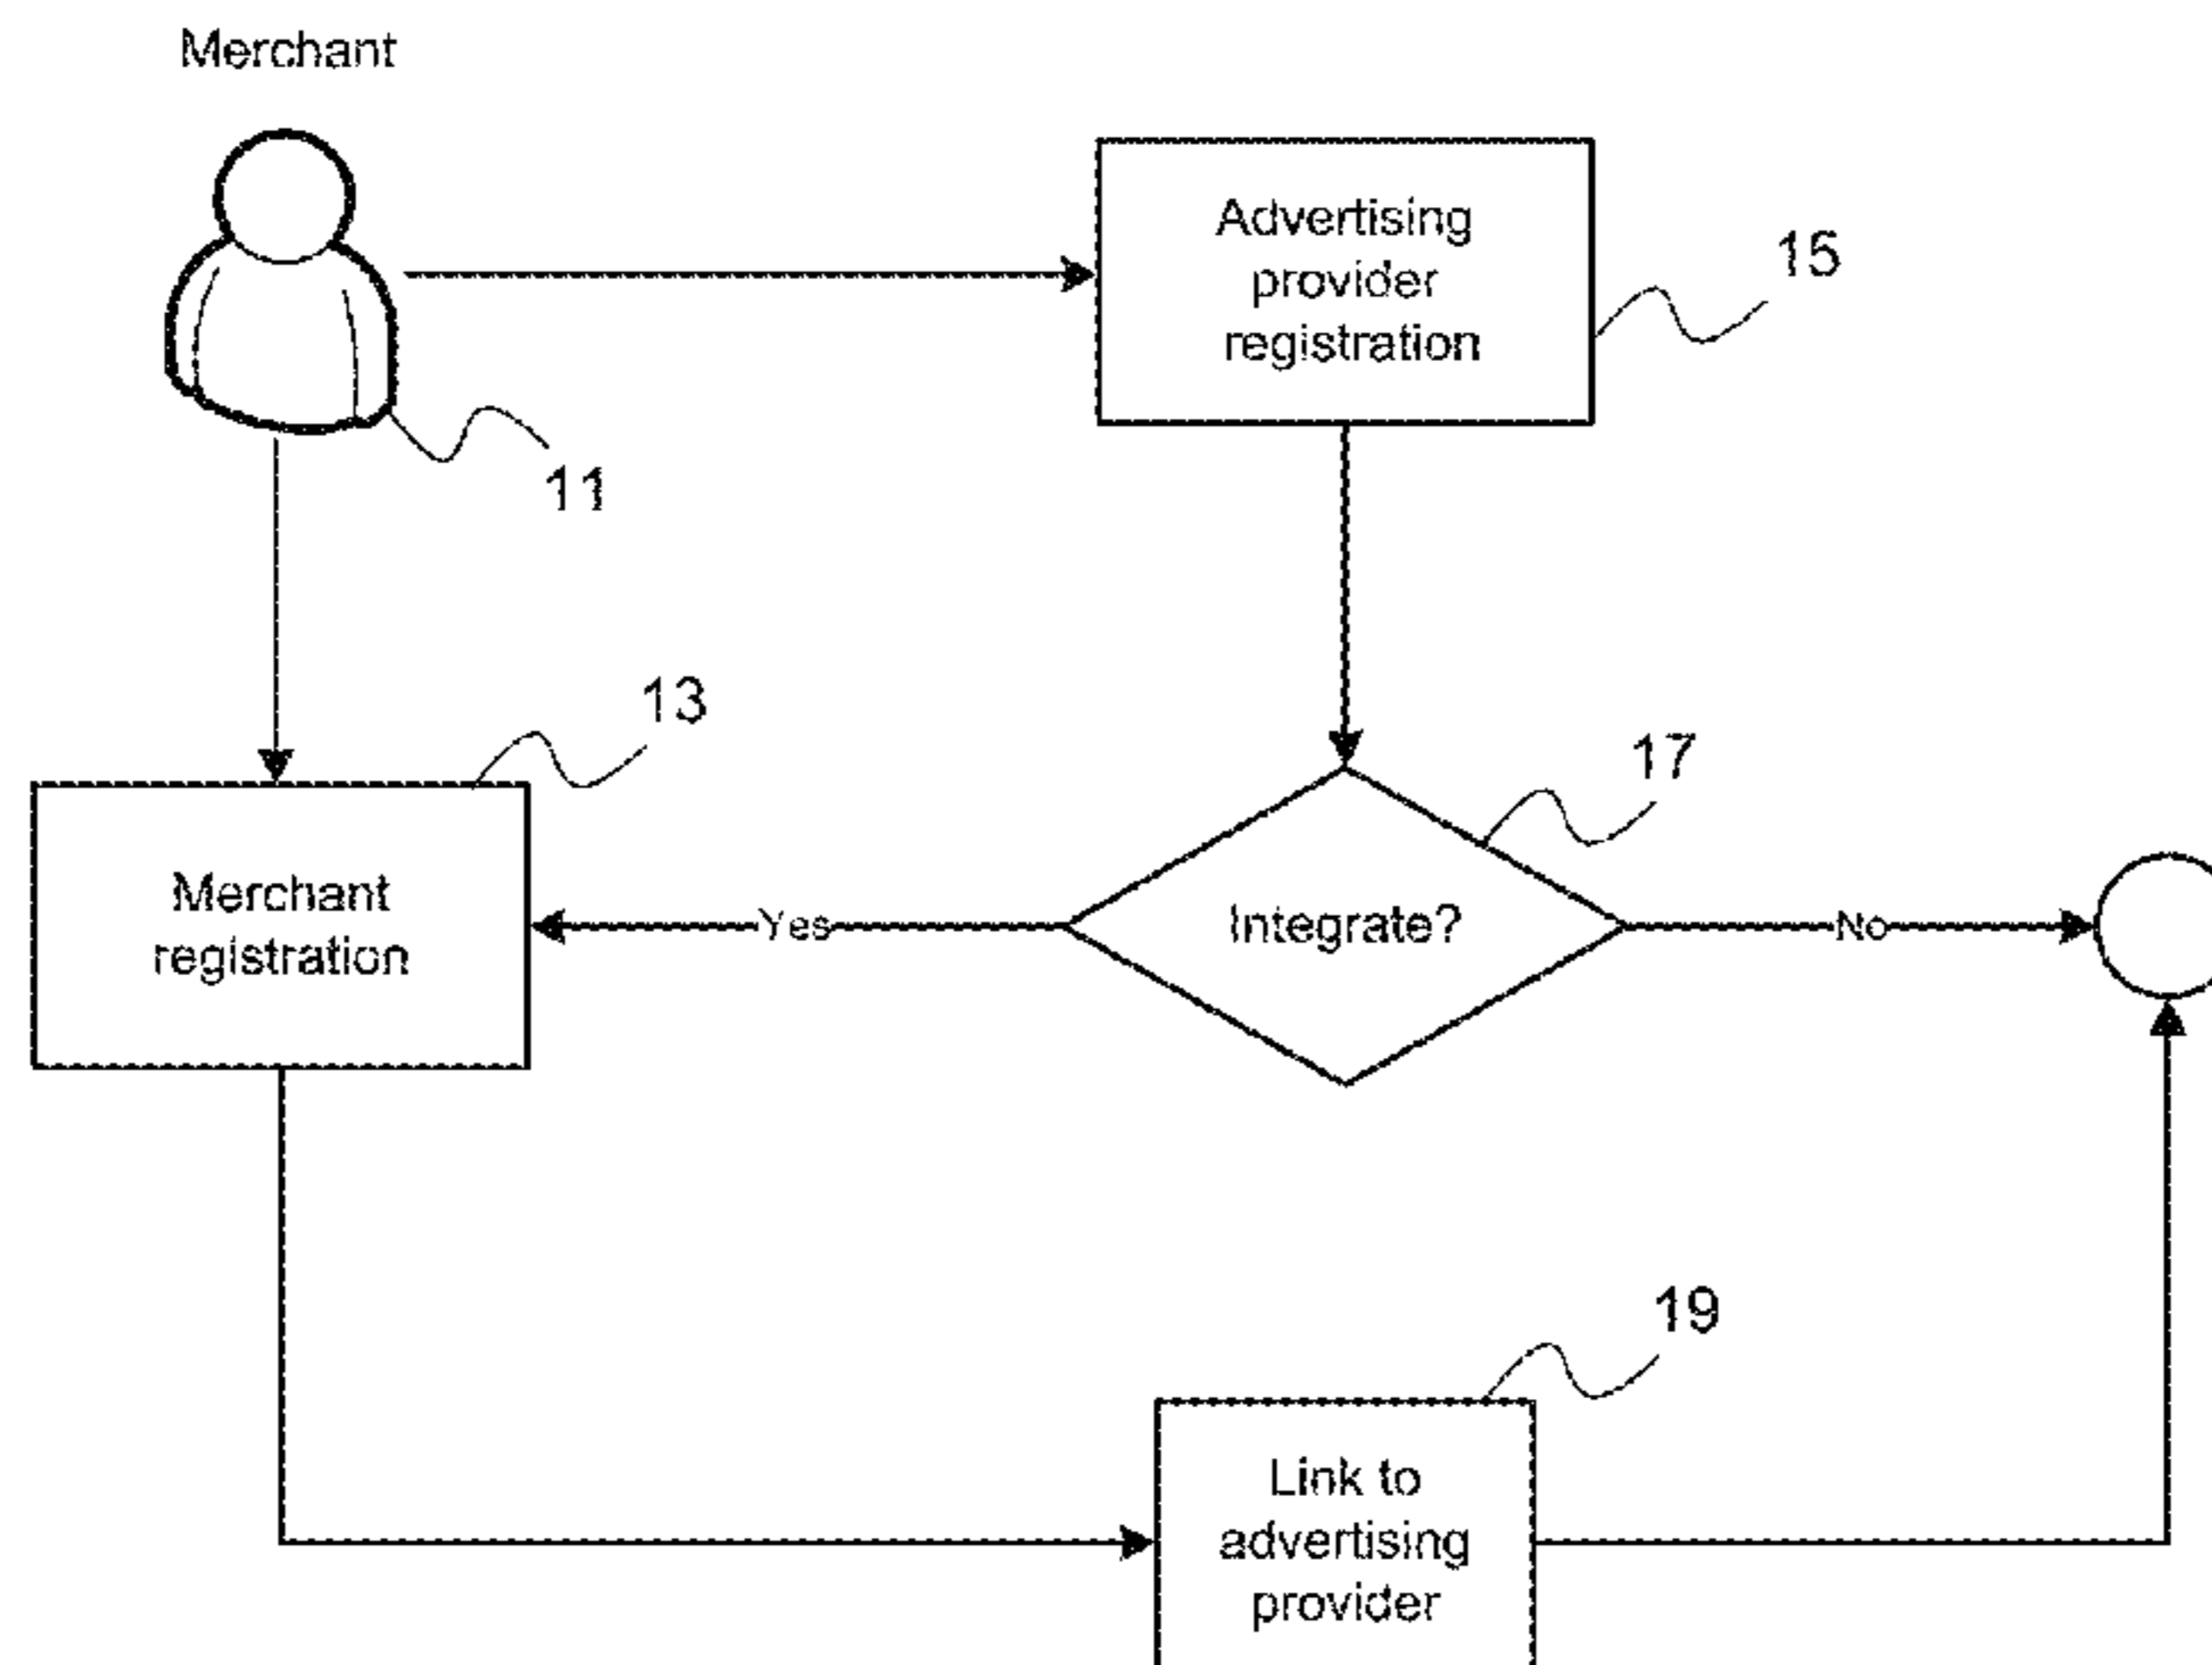 Merchant
Advertising
provider
registration
15
11
13
17
Merchant
registration
Yes
Integrate?
No
19
Link to
advertising
provider